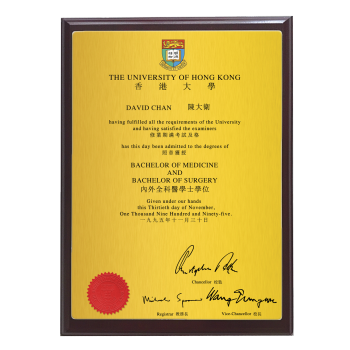 THE UNIVERSITY OF HONG KONG
香港大學
DAVID CHAN 陳大衛
having fulfilled all the requirements of the University
and having satisfied the examiners
修業期滿考試及格
has this day been admitted to the degrees of
BACHELOR OF MEDICINE
AND
BACHELOR OF SURGERY
內外全科醫學士學位
Given under our hands
this Thirtieth day of November,
One Thousand Nine Hundred and Ninety-five.
一九九五年十一月三十日
Chancellor 校監
Registrar 教務長 Vice-Chancellor 校長